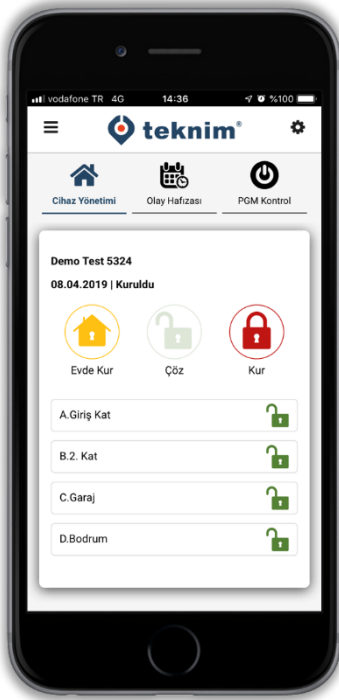 vodafone TR 4G 14:36 %100
teknim®
Cihaz Yönetimi Olay Hafızası PGM Kontrol
Demo Test 5324
08.04.2019 | Kuruldu
Evde Kur Çöz Kur
A.Giriş Kat
B.2. Kat
C.Garaj
D.Bodrum